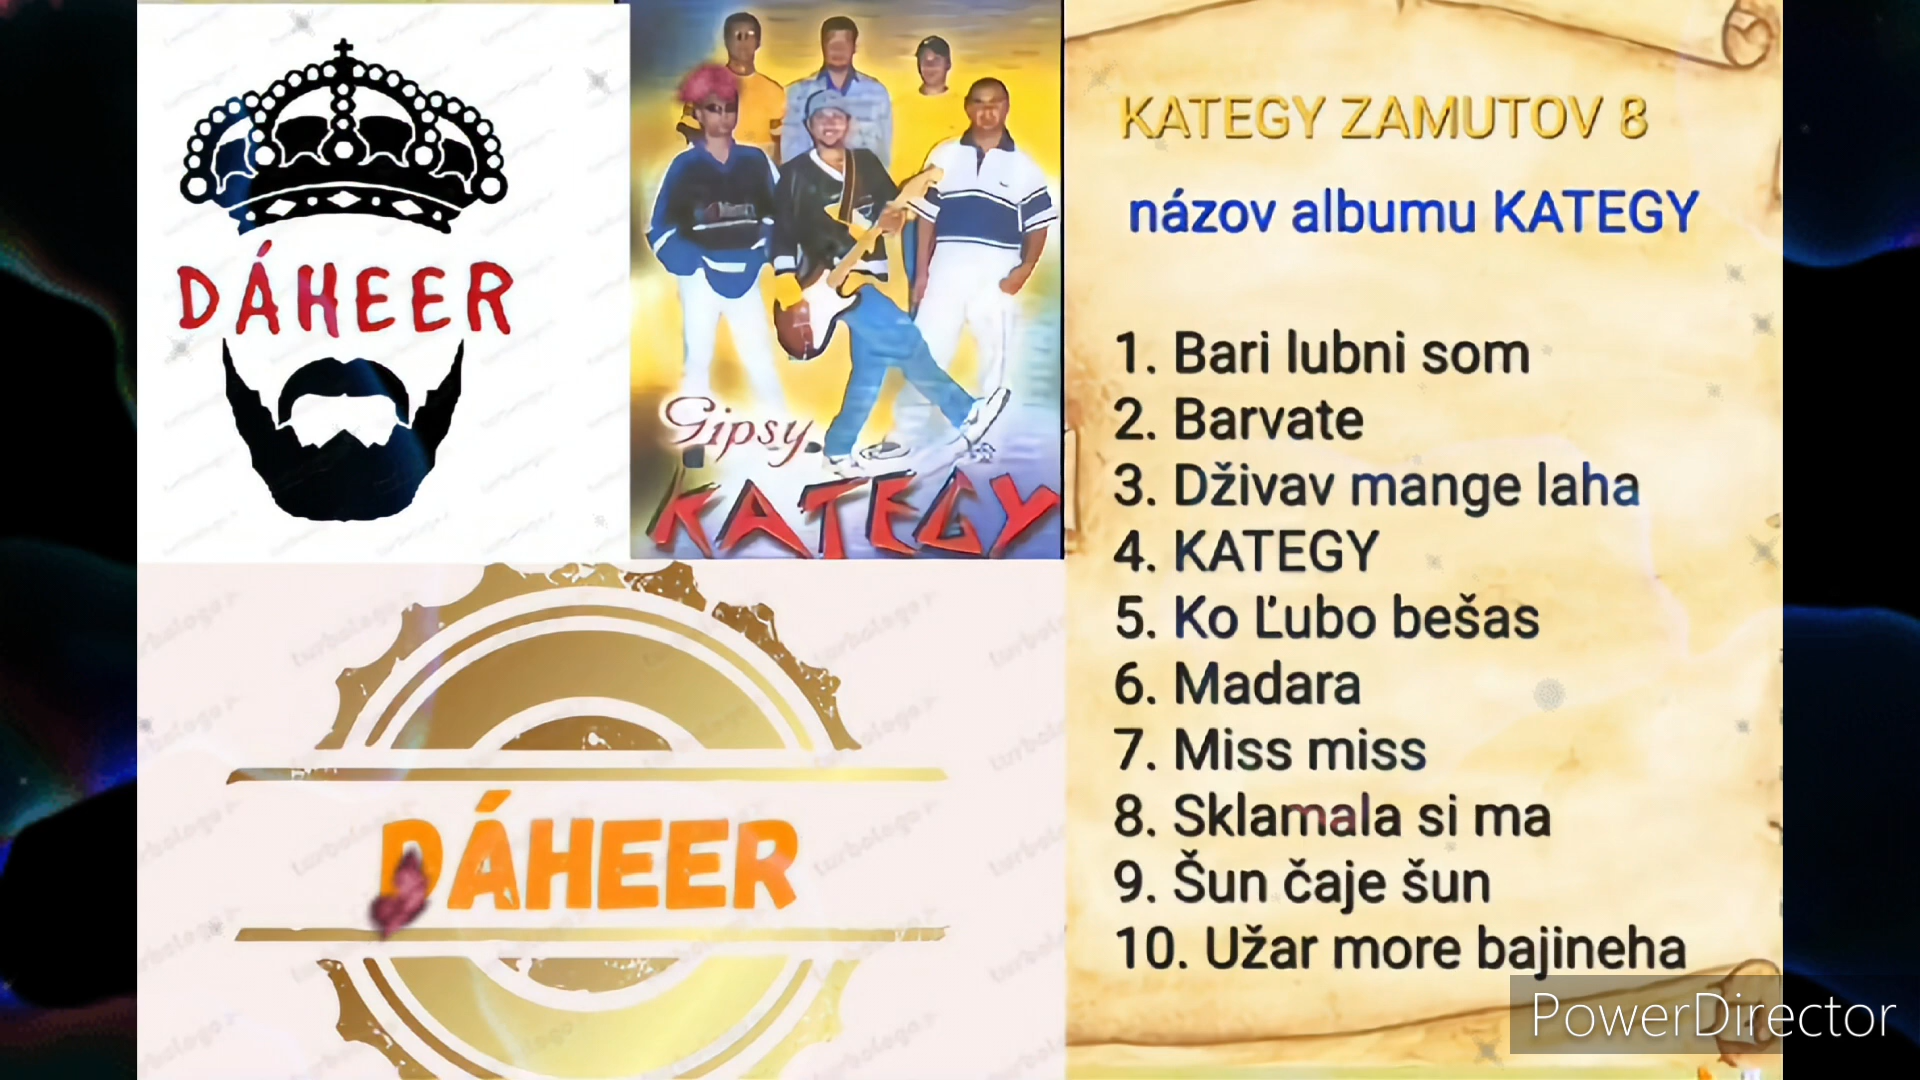 DÁHEER
Gipsy
KATEGY
DÁHEER
KATEGY ZAMUTOV 8
názov albumu KATEGY
1. Bari lubni som
2. Barvate
3. Dživav mange laha
4. KATEGY
5. Ko Ľubo bešas
6. Madara
7. Miss miss
8. Sklamala si ma
9. Šun čaje šun
10. Užar more bajineha
PowerDirector
turbologo